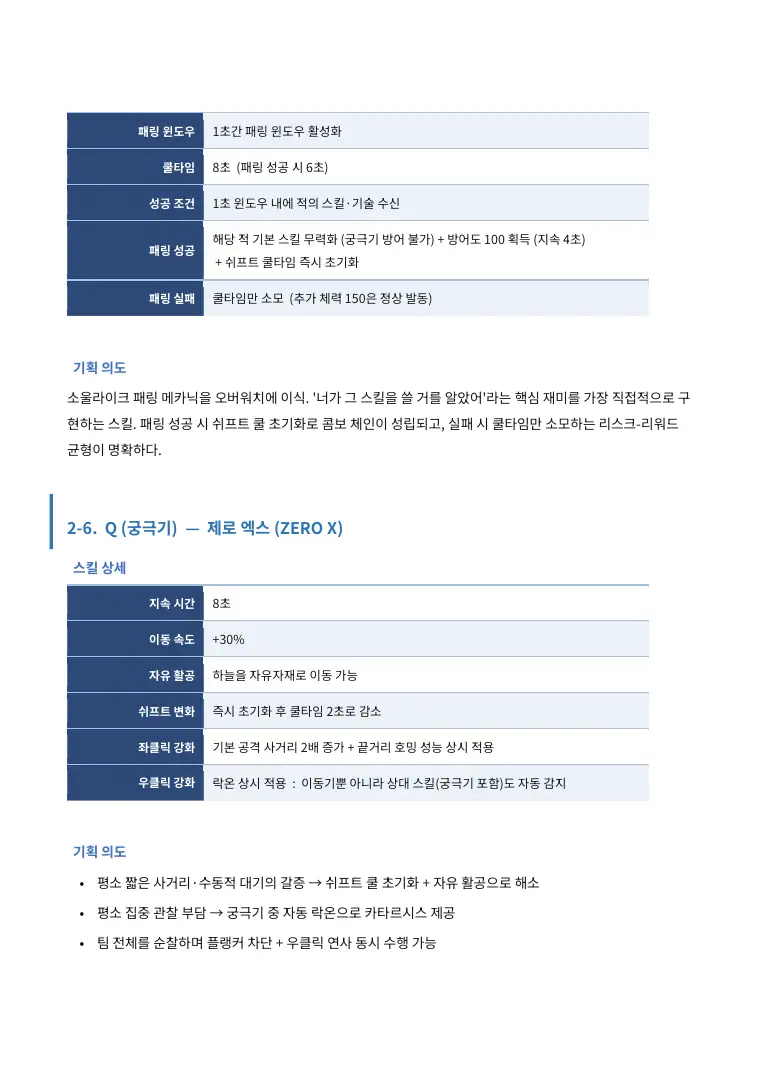 패링 윈도우 1초간 패링 윈도우 활성화
쿨타임 8초 (패링 성공 시 6초)
성공 조건 1초 윈도우 내에 적의 스킬·기술 수신
패링 성공 해당 적 기본 스킬 무력화 (궁극기 방어 불가) + 방어도 100 획득 (지속 4초)
+ 쉬프트 쿨타임 즉시 초기화
패링 실패 쿨타임만 소모 (추가 체력 150은 정상 발동)
기획 의도
소울라이크 패링 메카닉을 오버워치에 이식. '너가 그 스킬을 쓸 거를 알았어'라는 핵심 재미를 가장 직접적으로 구
현하는 스킬. 패링 성공 시 쉬프트 쿨 초기화로 콤보 체인이 성립되고, 실패 시 쿨타임만 소모하는 리스크-리워드
균형이 명확하다.
2-6. Q (궁극기) — 제로 엑스 (ZERO X)
스킬 상세
지속 시간 8초
이동 속도 +30%
자유 활공 하늘을 자유자재로 이동 가능
쉬프트 변화 즉시 초기화 후 쿨타임 2초로 감소
좌클릭 강화 기본 공격 사거리 2배 증가 + 끝거리 호밍 성능 상시 적용
우클릭 강화 락온 상시 적용 : 이동기뿐 아니라 상대 스킬(궁극기 포함)도 자동 감지
기획 의도
• 평소 짧은 사거리·수동적 대기의 갈증 → 쉬프트 쿨 초기화 + 자유 활공으로 해소
• 평소 집중 관찰 부담 → 궁극기 중 자동 락온으로 카타르시스 제공
• 팀 전체를 순찰하며 플랭커 차단 + 우클릭 연사 동시 수행 가능